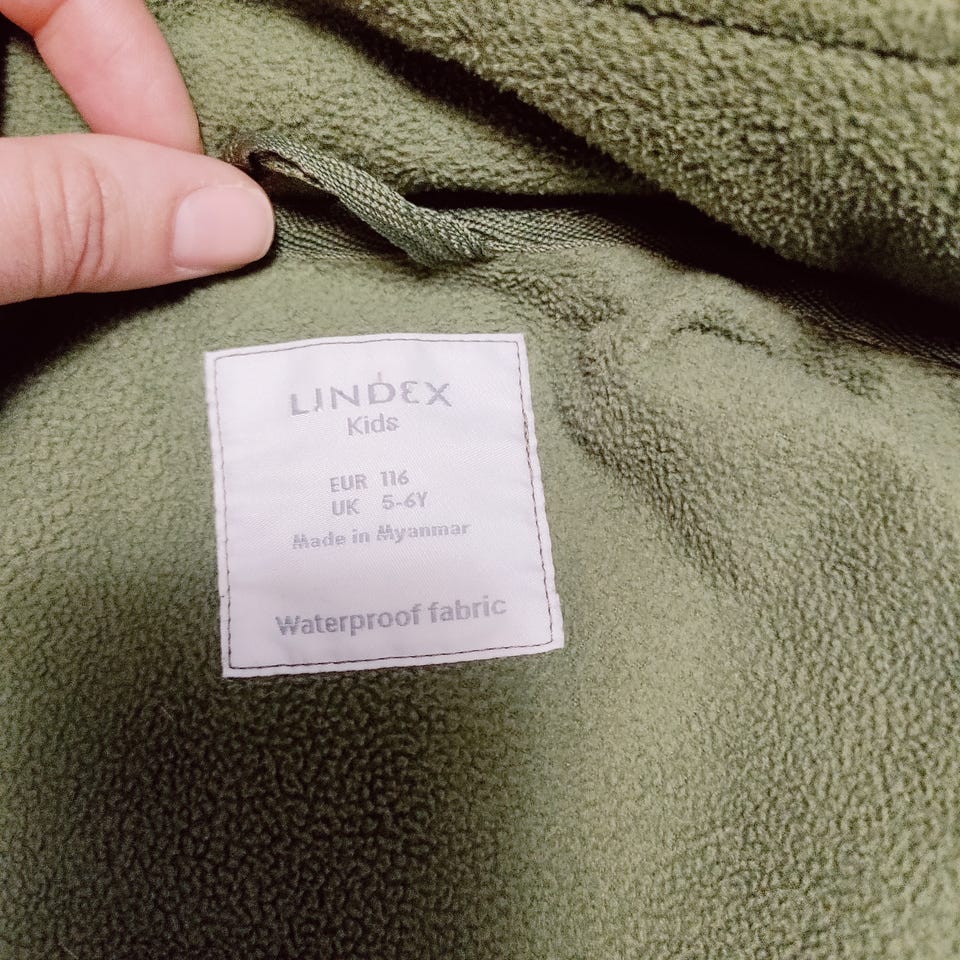 LINDEX
Kids
EUR 116
UK 5-6Y
Made in Myanmar
Waterproof fabric